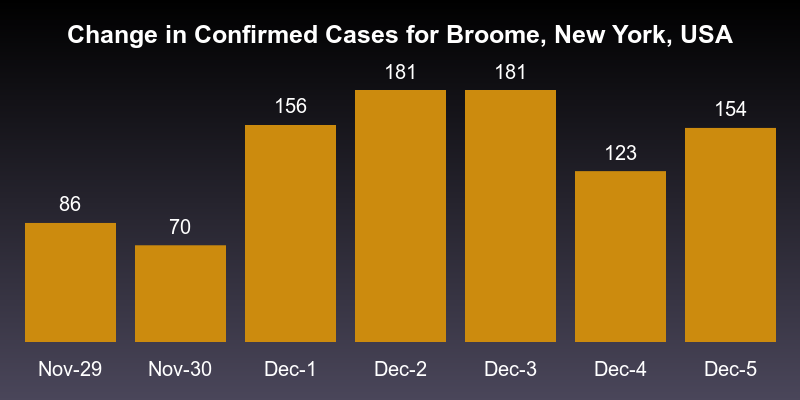 Change in Confirmed Cases for Broome, New York, USA
86
70
156
181
181
123
154
Nov-29
Nov-30
Dec-1
Dec-2
Dec-3
Dec-4
Dec-5